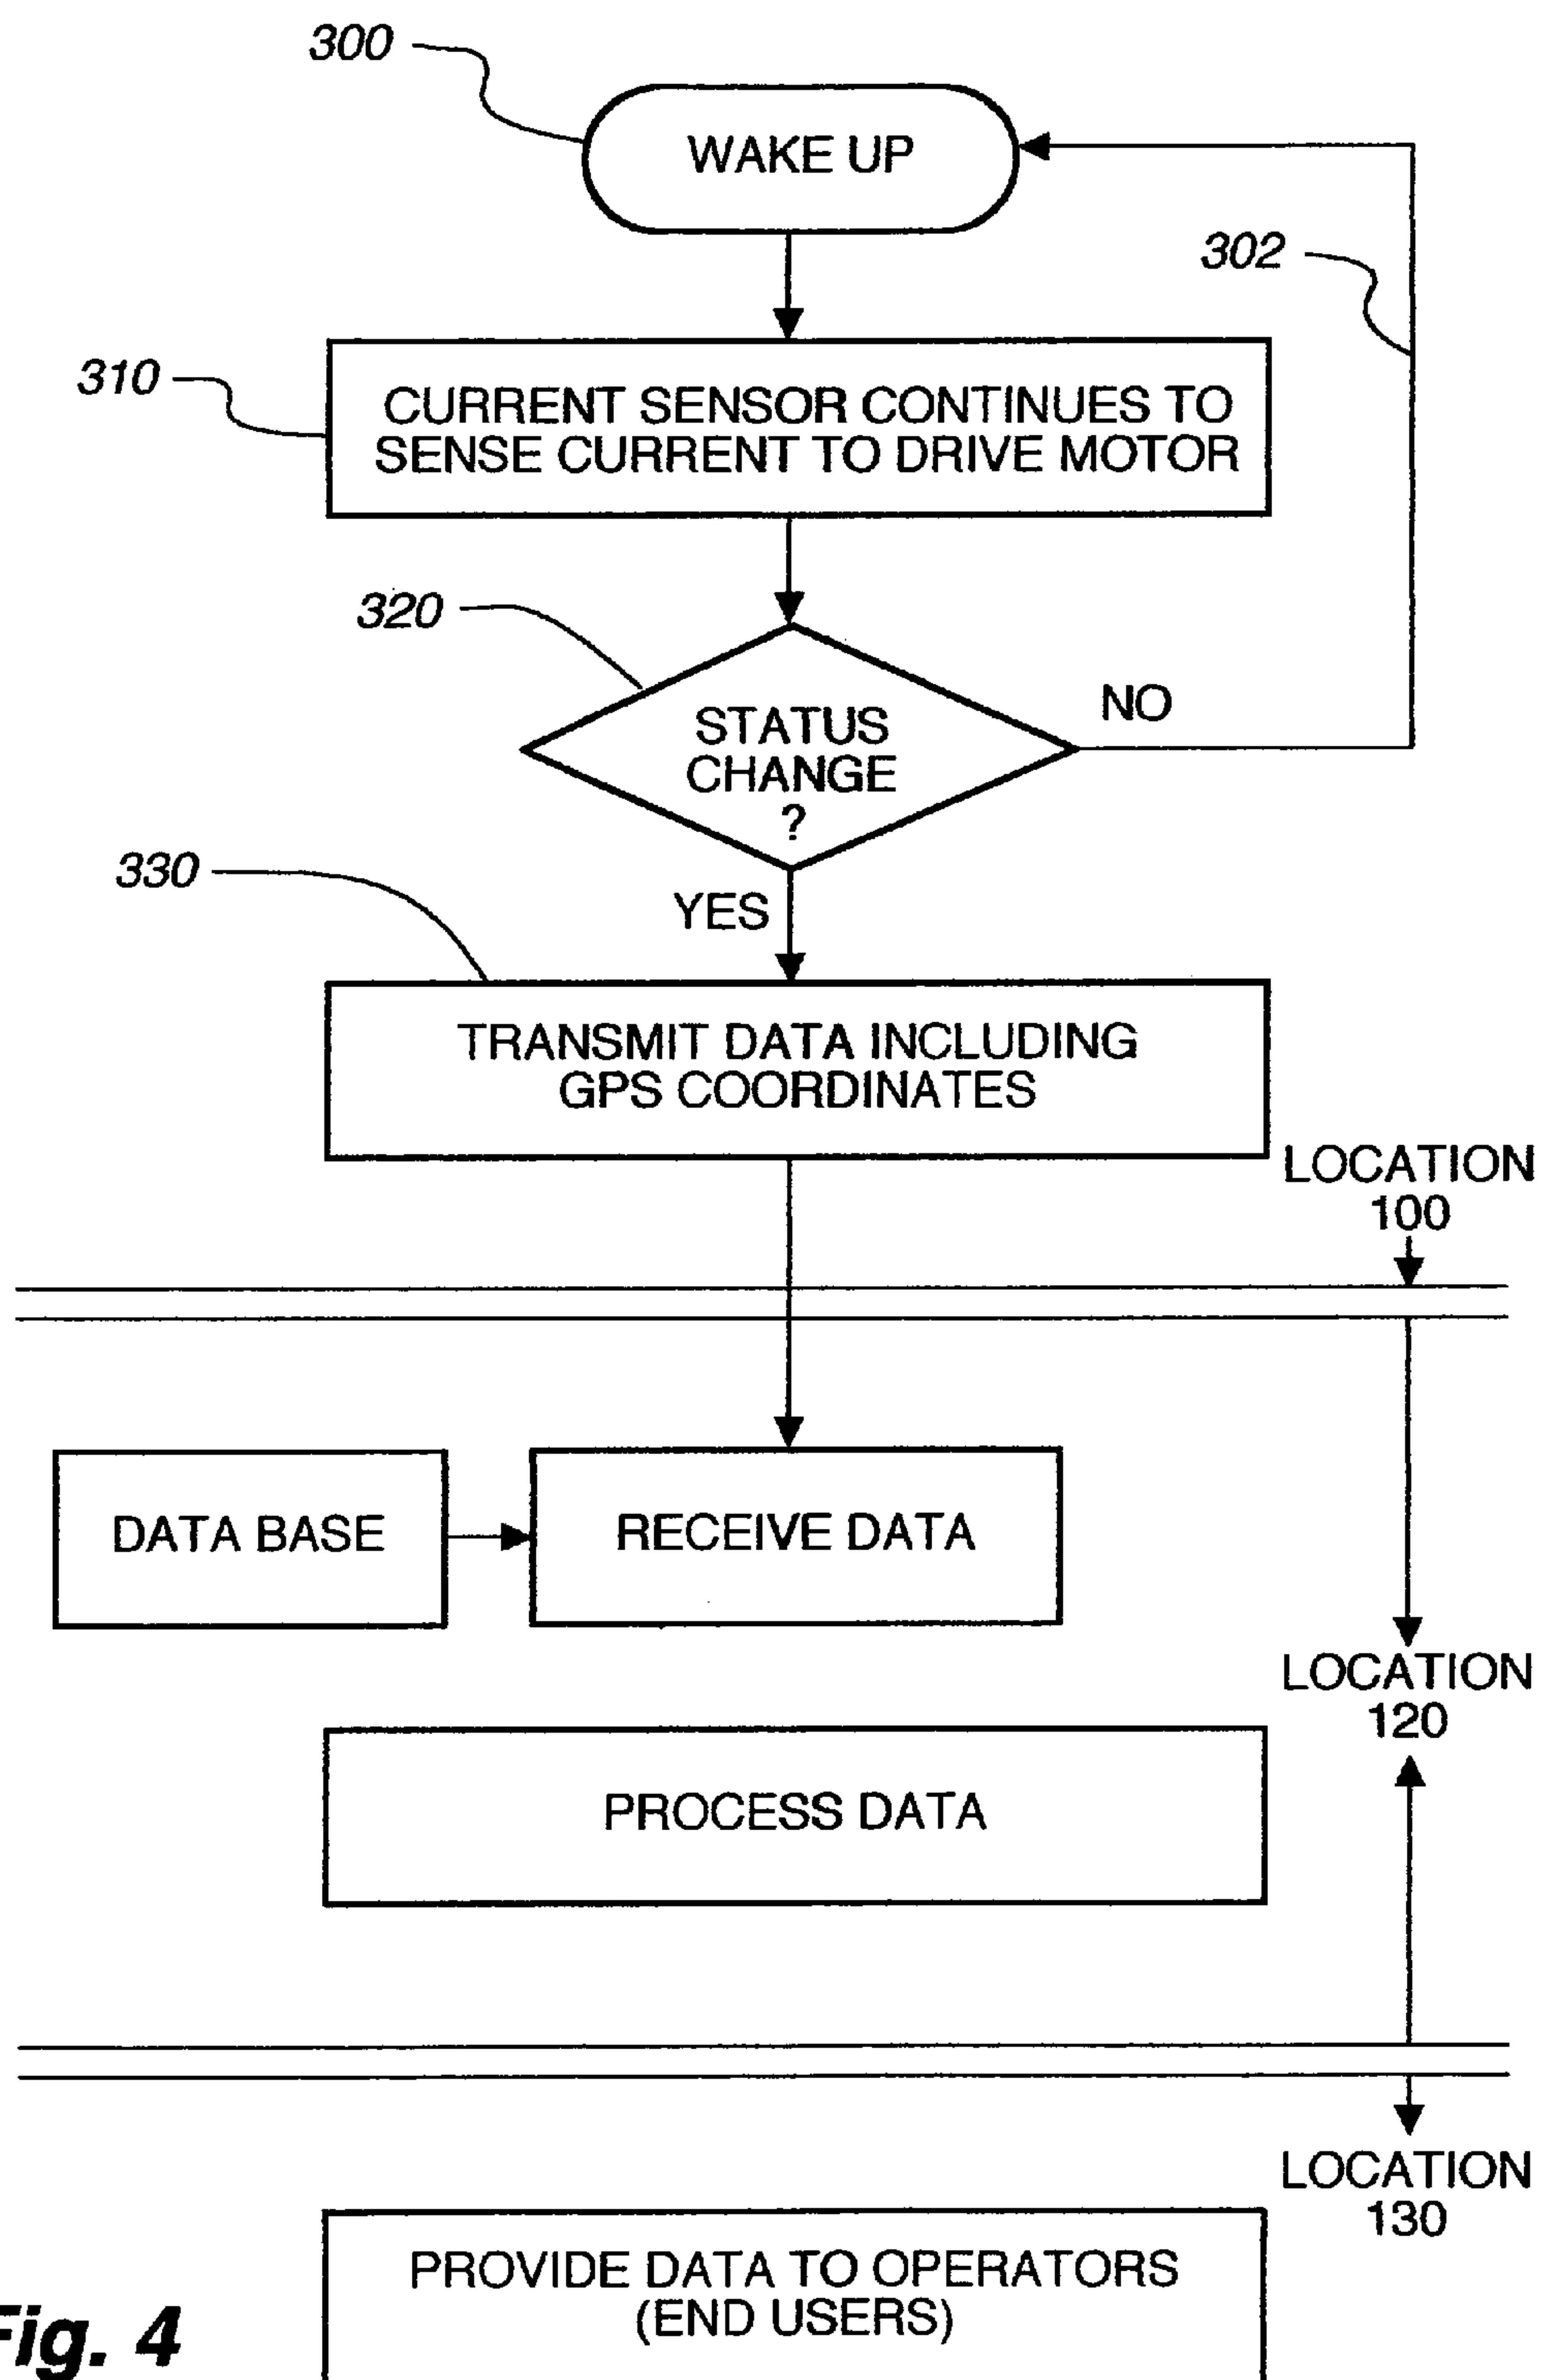 300
WAKE UP
302
310
CURRENT SENSOR CONTINUES TO
SENSE CURRENT TO DRIVE MOTOR
320
STATUS
CHANGE
?
NO
330
YES
TRANSMIT DATA INCLUDING
GPS COORDINATES
LOCATION
100
DATA BASE
RECEIVE DATA
LOCATION
120
PROCESS DATA
LOCATION
130
PROVIDE DATA TO OPERATORS
(END USERS)
Fig. 4